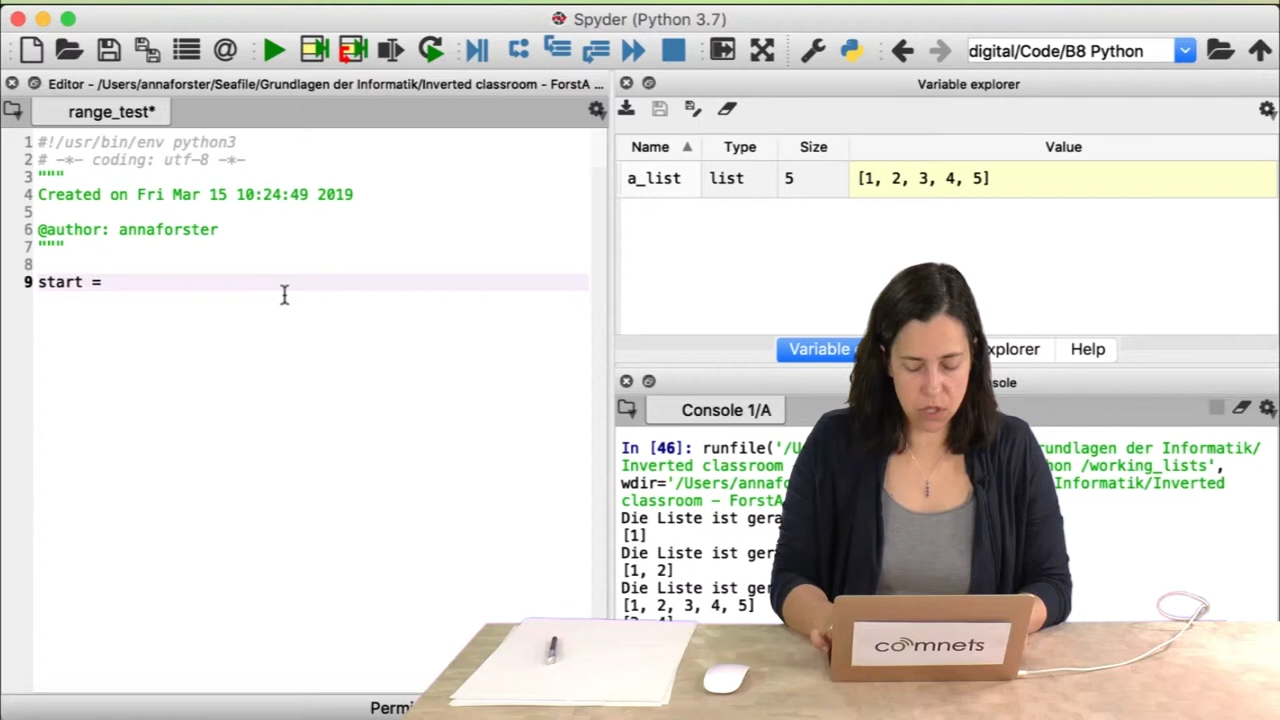 Spyder (Python 3.7)
digital/Code/B8 Python
Editor - /Users/annaforster/Seafile/Grundlagen der Informatik/Inverted classroom - ForstA ...
Variable explorer
range_test*
Name Type Size Value
a_list list 5 [1, 2, 3, 4, 5]
1 #!/usr/bin/env python3
2 # -*- coding: utf-8 -*-
3 """
4 Created on Fri Mar 15 10:24:49 2019
5
6 @author: annaforster
7 """
8
9 start =
Variable xplorer Help
sole
Console 1/A
In [46]: runfile('/U rundlagen der Informatik/
Inverted classroom hon /working_lists',
wdir='/Users/annafo Informatik/Inverted
classroom - ForstA
Die Liste ist gera
[1]
Die Liste ist ger
[1, 2]
Die Liste ist ge
[1, 2, 3, 4, 5]
comnets
Permi